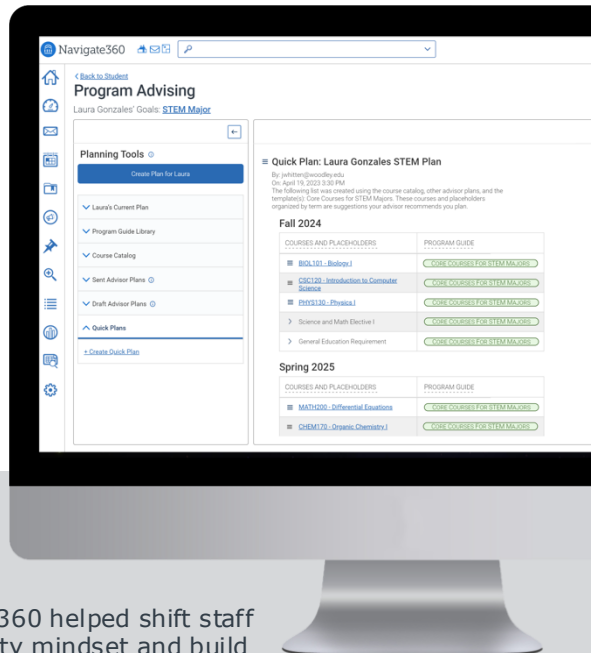 Navigate360
Back to Student
Program Advising
Laura Gonzales' Goals: STEM Major
Planning Tools
Create Plan for Laura
Laura's Current Plan
Program Guide Library
Course Catalog
Sent Advisor Plans
Draft Advisor Plans
Quick Plans
+ Create Quick Plan
Quick Plan: Laura Gonzales STEM Plan
By: jwhitten@woodley.edu
On: April 19, 2023 3:30 PM
The following list was created using the course catalog, other advisor plans, and the
template(s): Core Courses for STEM Majors. These courses and placeholders
organized by term are suggestions your advisor recommends you plan.
Fall 2024
COURSES AND PLACEHOLDERS PROGRAM GUIDE
BIOL101 - Biology I CORE COURSES FOR STEM MAJORS
CSC120 - Introduction to Computer
Science CORE COURSES FOR STEM MAJORS
PHYS130 - Physics I CORE COURSES FOR STEM MAJORS
Science and Math Elective I CORE COURSES FOR STEM MAJORS
General Education Requirement CORE COURSES FOR STEM MAJORS
Spring 2025
COURSES AND PLACEHOLDERS PROGRAM GUIDE
MATH200 - Differential Equations CORE COURSES FOR STEM MAJORS
CHEM170 - Organic Chemistry I CORE COURSES FOR STEM MAJORS
360 helped shift staff
ty mindset and build